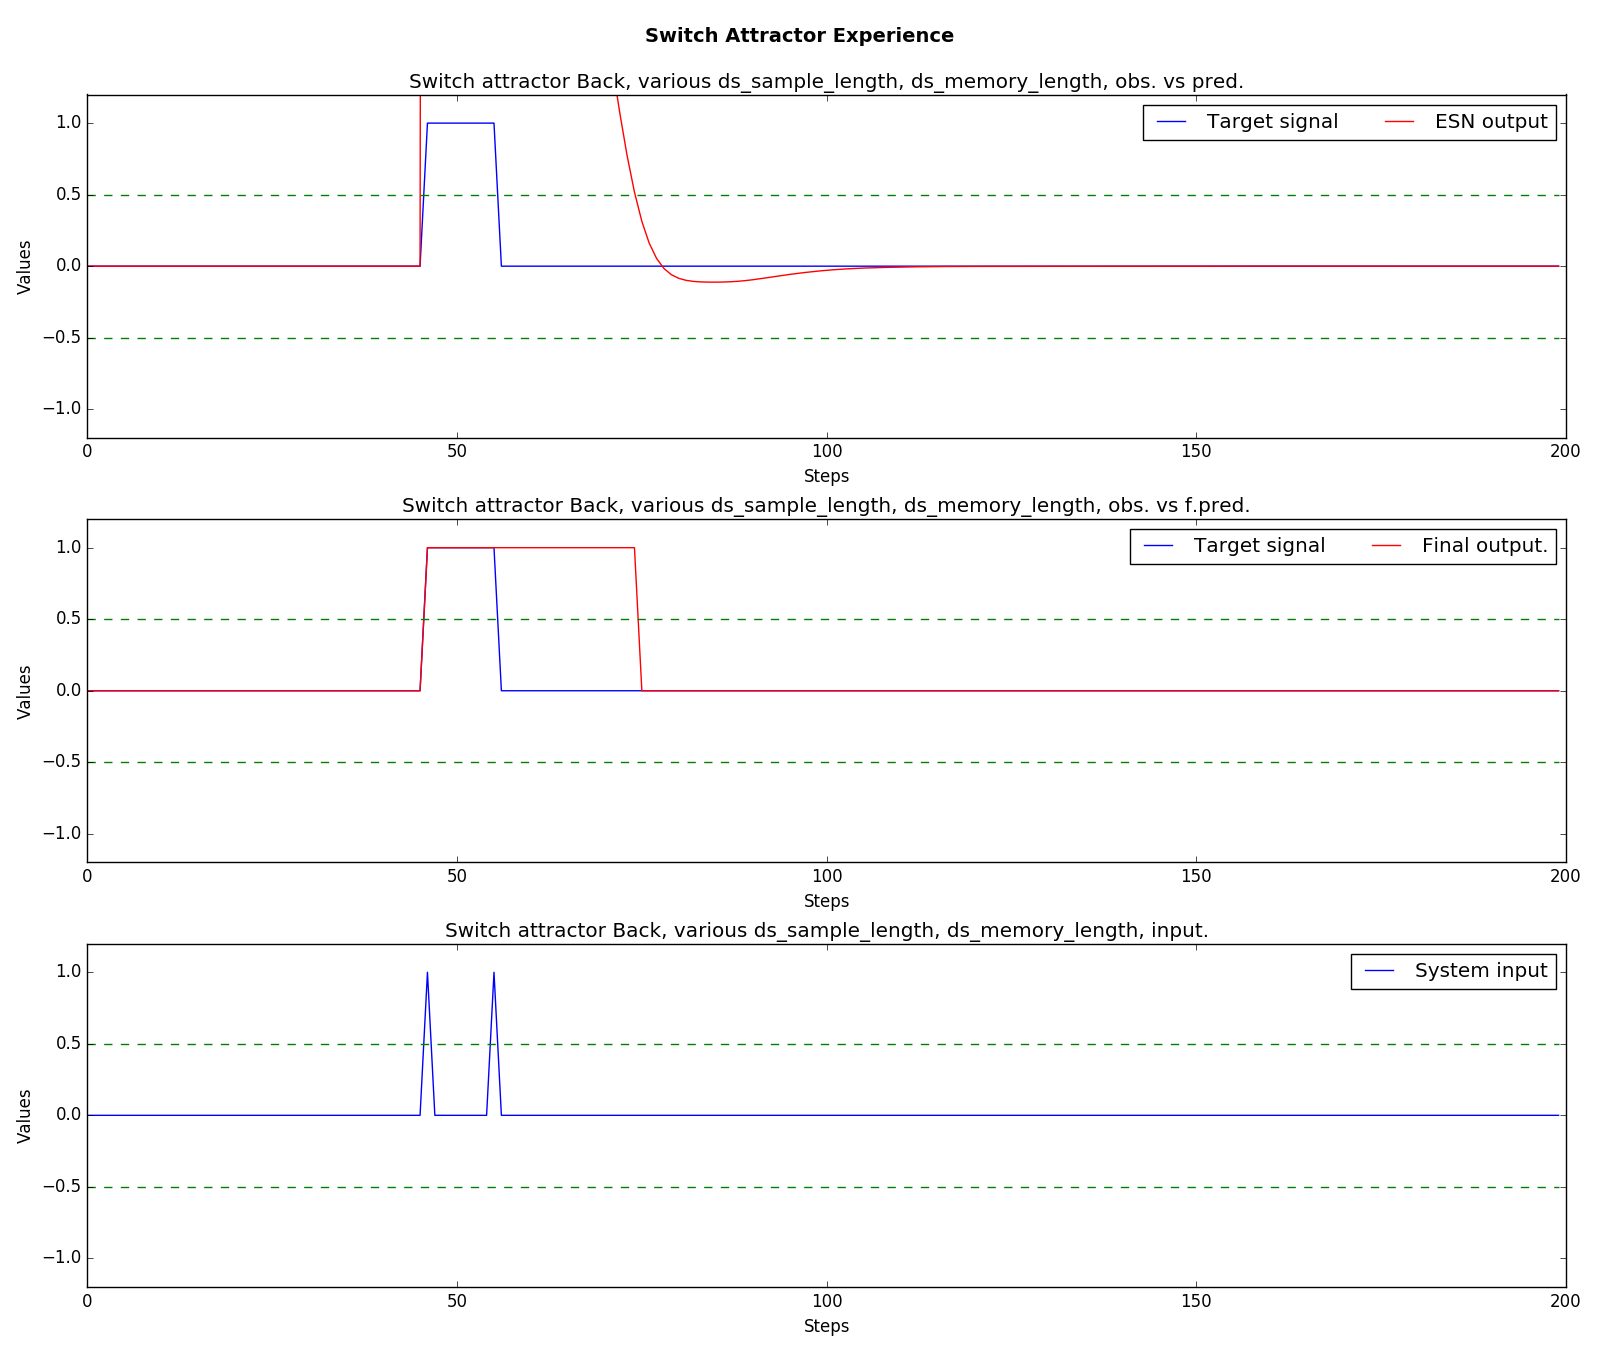 Switch Attractor Experience
Switch attractor Back, various ds_sample_length, ds_memory_length, obs. vs pred.
Target signal ESN output
1.0
0.5
0.0
−0.5
−1.0
Values
0 50 100 150 200
Steps
Switch attractor Back, various ds_sample_length, ds_memory_length, obs. vs f.pred.
Target signal Final output.
1.0
0.5
0.0
−0.5
−1.0
Values
0 50 100 150 200
Steps
Switch attractor Back, various ds_sample_length, ds_memory_length, input.
System input
1.0
0.5
0.0
−0.5
−1.0
Values
0 50 100 150 200
Steps